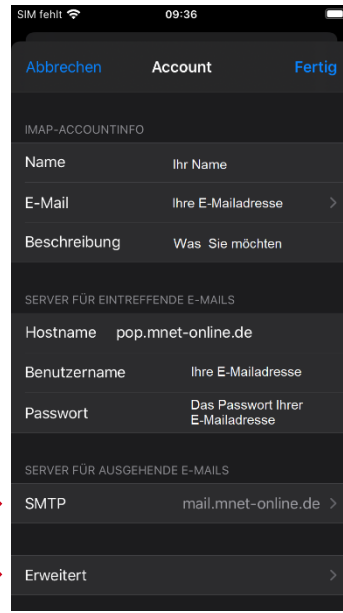 SIM fehlt 09:36
Abbrechen Account Fertig
IMAP-ACCOUNTINFO
Name Ihr Name
E-Mail Ihre E-Mailadresse
Beschreibung Was Sie möchten
SERVER FÜR EINTREFFENDE E-MAILS
Hostname pop.mnet-online.de
Benutzername Ihre E-Mailadresse
Passwort Das Passwort Ihrer
E-Mailadresse
SERVER FÜR AUSGEHENDE E-MAILS
SMTP mail.mnet-online.de
Erweitert